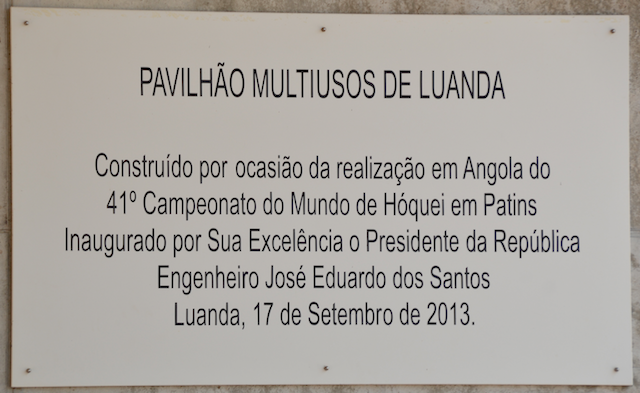 PAVILHÃO MULTIUSOS DE LUANDA
Construído por ocasião da realização em Angola do
41º Campeonato do Mundo de Hóquei em Patins
Inaugurado por Sua Excelência o Presidente da República
Engenheiro José Eduardo dos Santos
Luanda, 17 de Setembro de 2013.